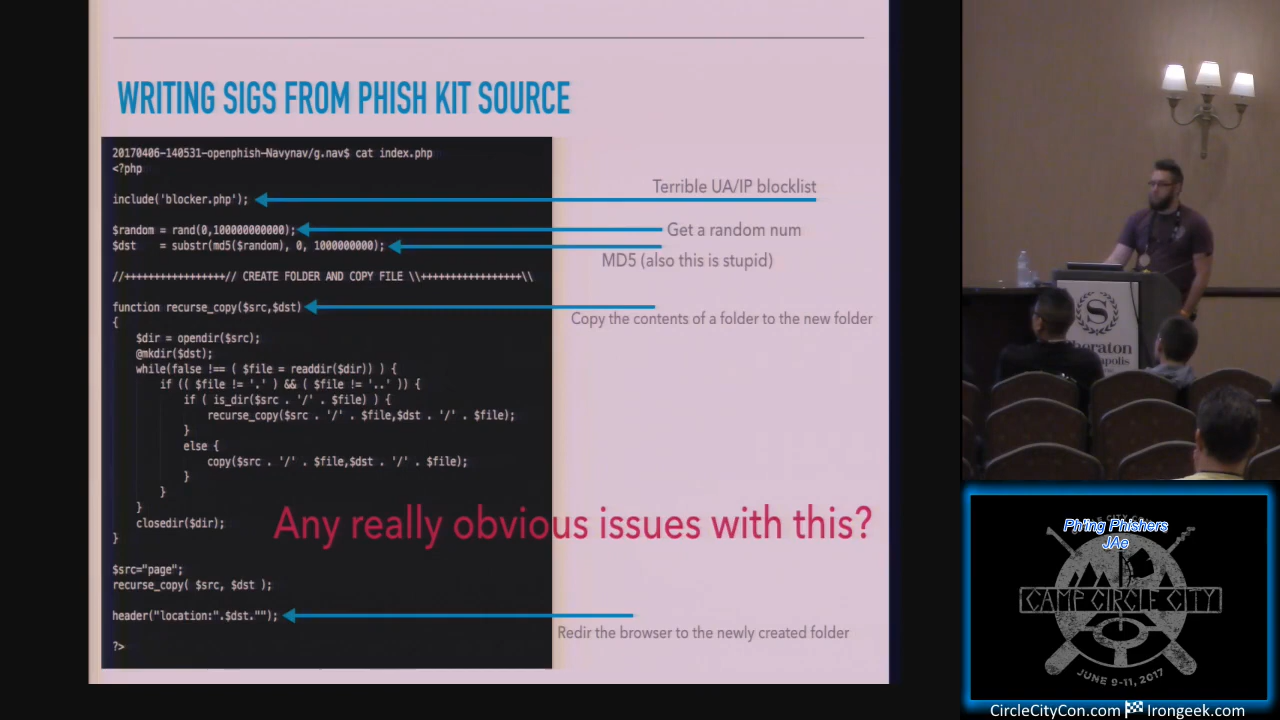 WRITING SIGS FROM PHISH KIT SOURCE
20170406-140531-openphish-Navynav/g.nav$ cat index.php
<?php
include('blocker.php');
Terrible UA/IP blocklist
$random = rand(0,100000000000);
Get a random num
$dst    = substr(md5($random), 0, 1000000000);
MD5 (also this is stupid)
//+++++++++++++++++// CREATE FOLDER AND COPY FILE \\+++++++++++++++++\\
function recurse_copy($src,$dst)
Copy the contents of a folder to the new folder
{
$dir = opendir($src);
@mkdir($dst);
while(false !== ( $file = readdir($dir)) ) {
if (( $file != '.' ) && ( $file != '..' )) {
if ( is_dir($src . '/' . $file) ) {
recurse_copy($src . '/' . $file,$dst . '/' . $file);
}
else {
copy($src . '/' . $file,$dst . '/' . $file);
}
}
}
closedir($dir);
}
Any really obvious issues with this?
$src="page";
recurse_copy( $src, $dst );
header("location:".$dst."");
Redir the browser to the newly created folder
?>
S
Sheraton
Ph'ing Phishers
JAe
CAMP CIRCLE CITY
JUNE 9-11, 2017
CircleCityCon.com Irongeek.com